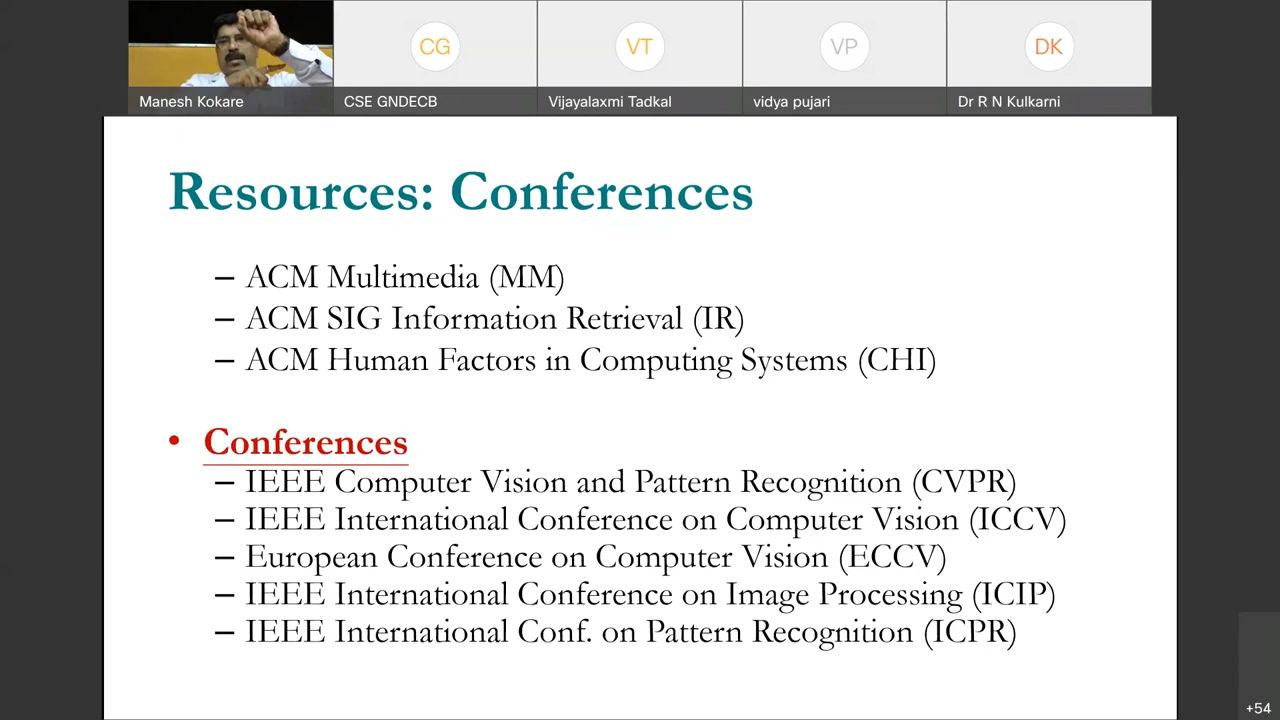 CG
VT
VP
DK
Manesh Kokare
CSE GNDECB
Vijayalaxmi Tadkal
vidya pujari
Dr R N Kulkarni
Resources: Conferences
– ACM Multimedia (MM)
– ACM SIG Information Retrieval (IR)
– ACM Human Factors in Computing Systems (CHI)
• Conferences
– IEEE Computer Vision and Pattern Recognition (CVPR)
– IEEE International Conference on Computer Vision (ICCV)
– European Conference on Computer Vision (ECCV)
– IEEE International Conference on Image Processing (ICIP)
– IEEE International Conf. on Pattern Recognition (ICPR)
+54